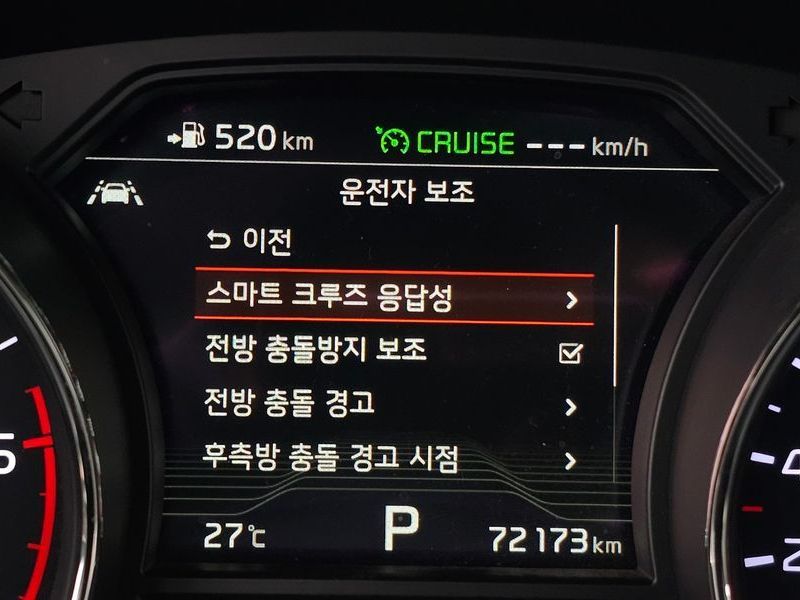 520 km CRUISE --- km/h
운전자 보조
이전
스마트 크루즈 응답성
전방 충돌방지 보조
전방 충돌 경고
후측방 충돌 경고 시점
27℃ P 72173 km
5
2